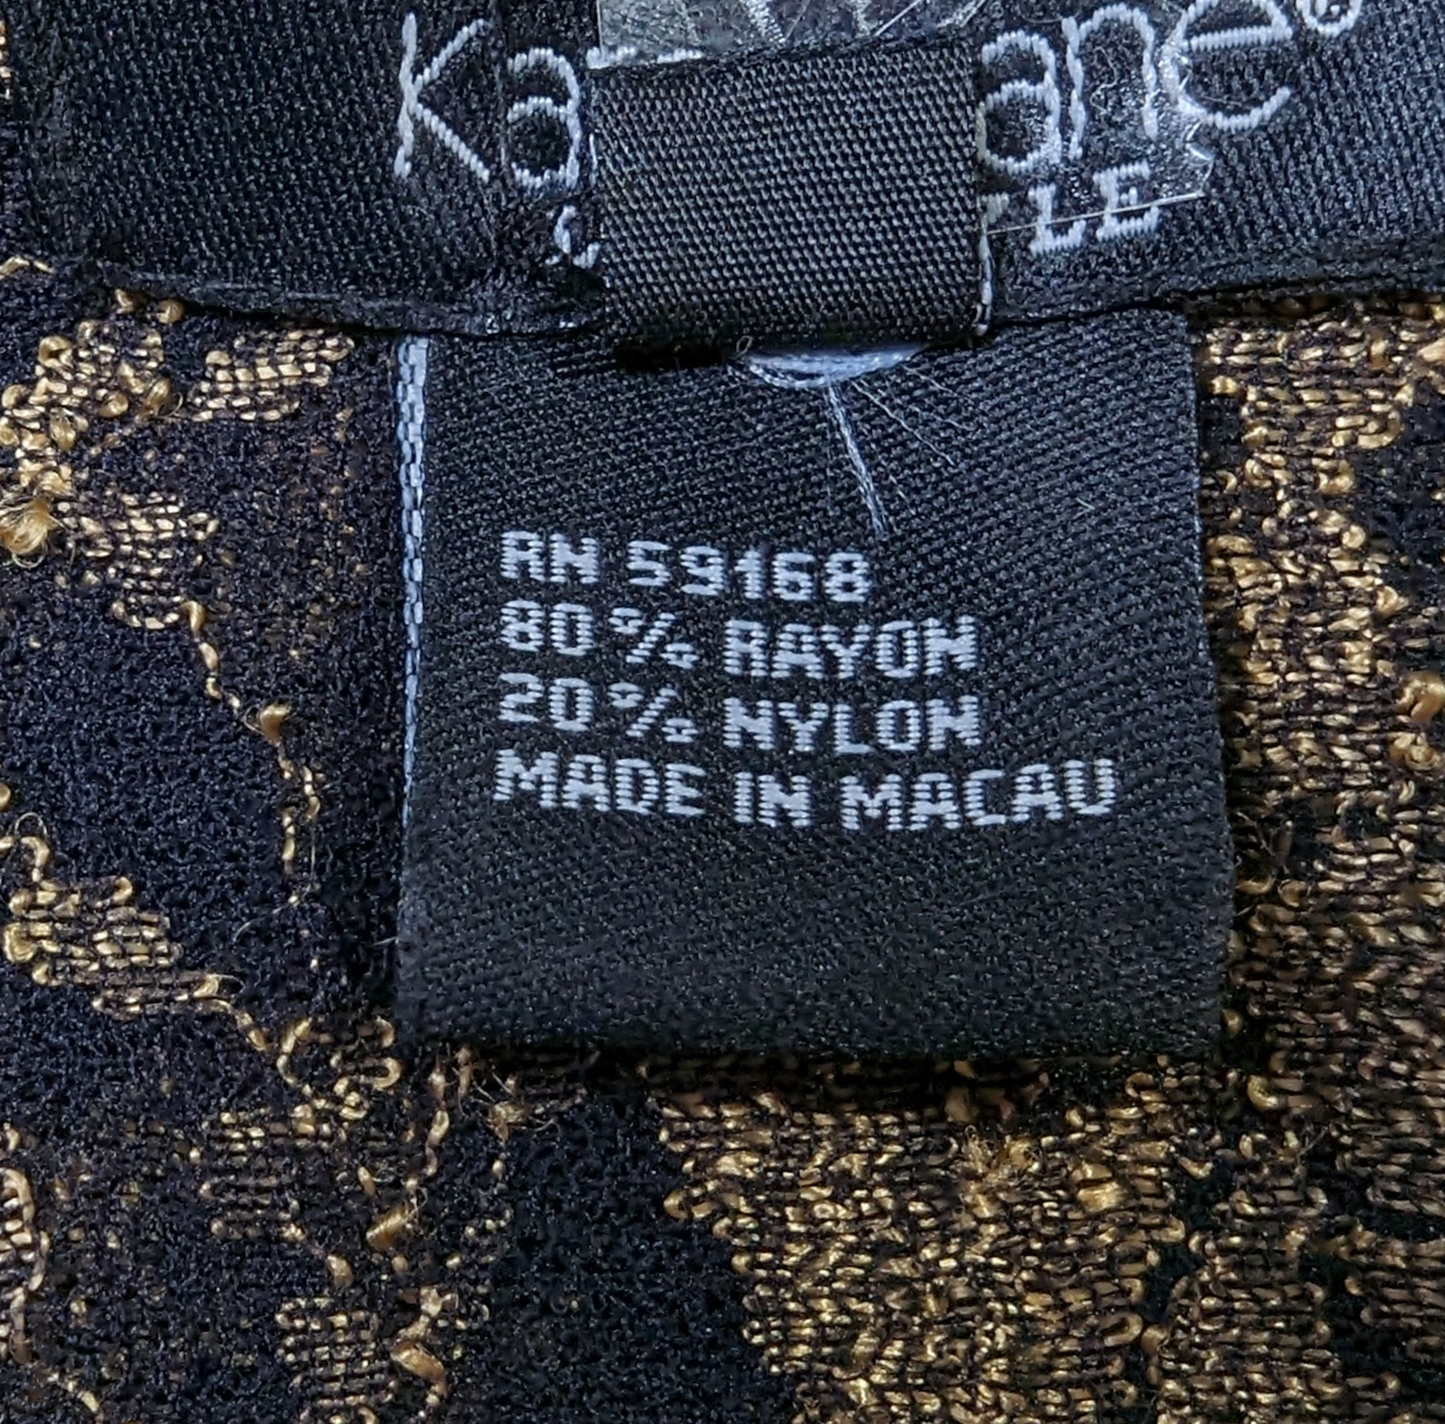 RN 59168
80% RAYON
20% NYLON
MADE IN MACAU